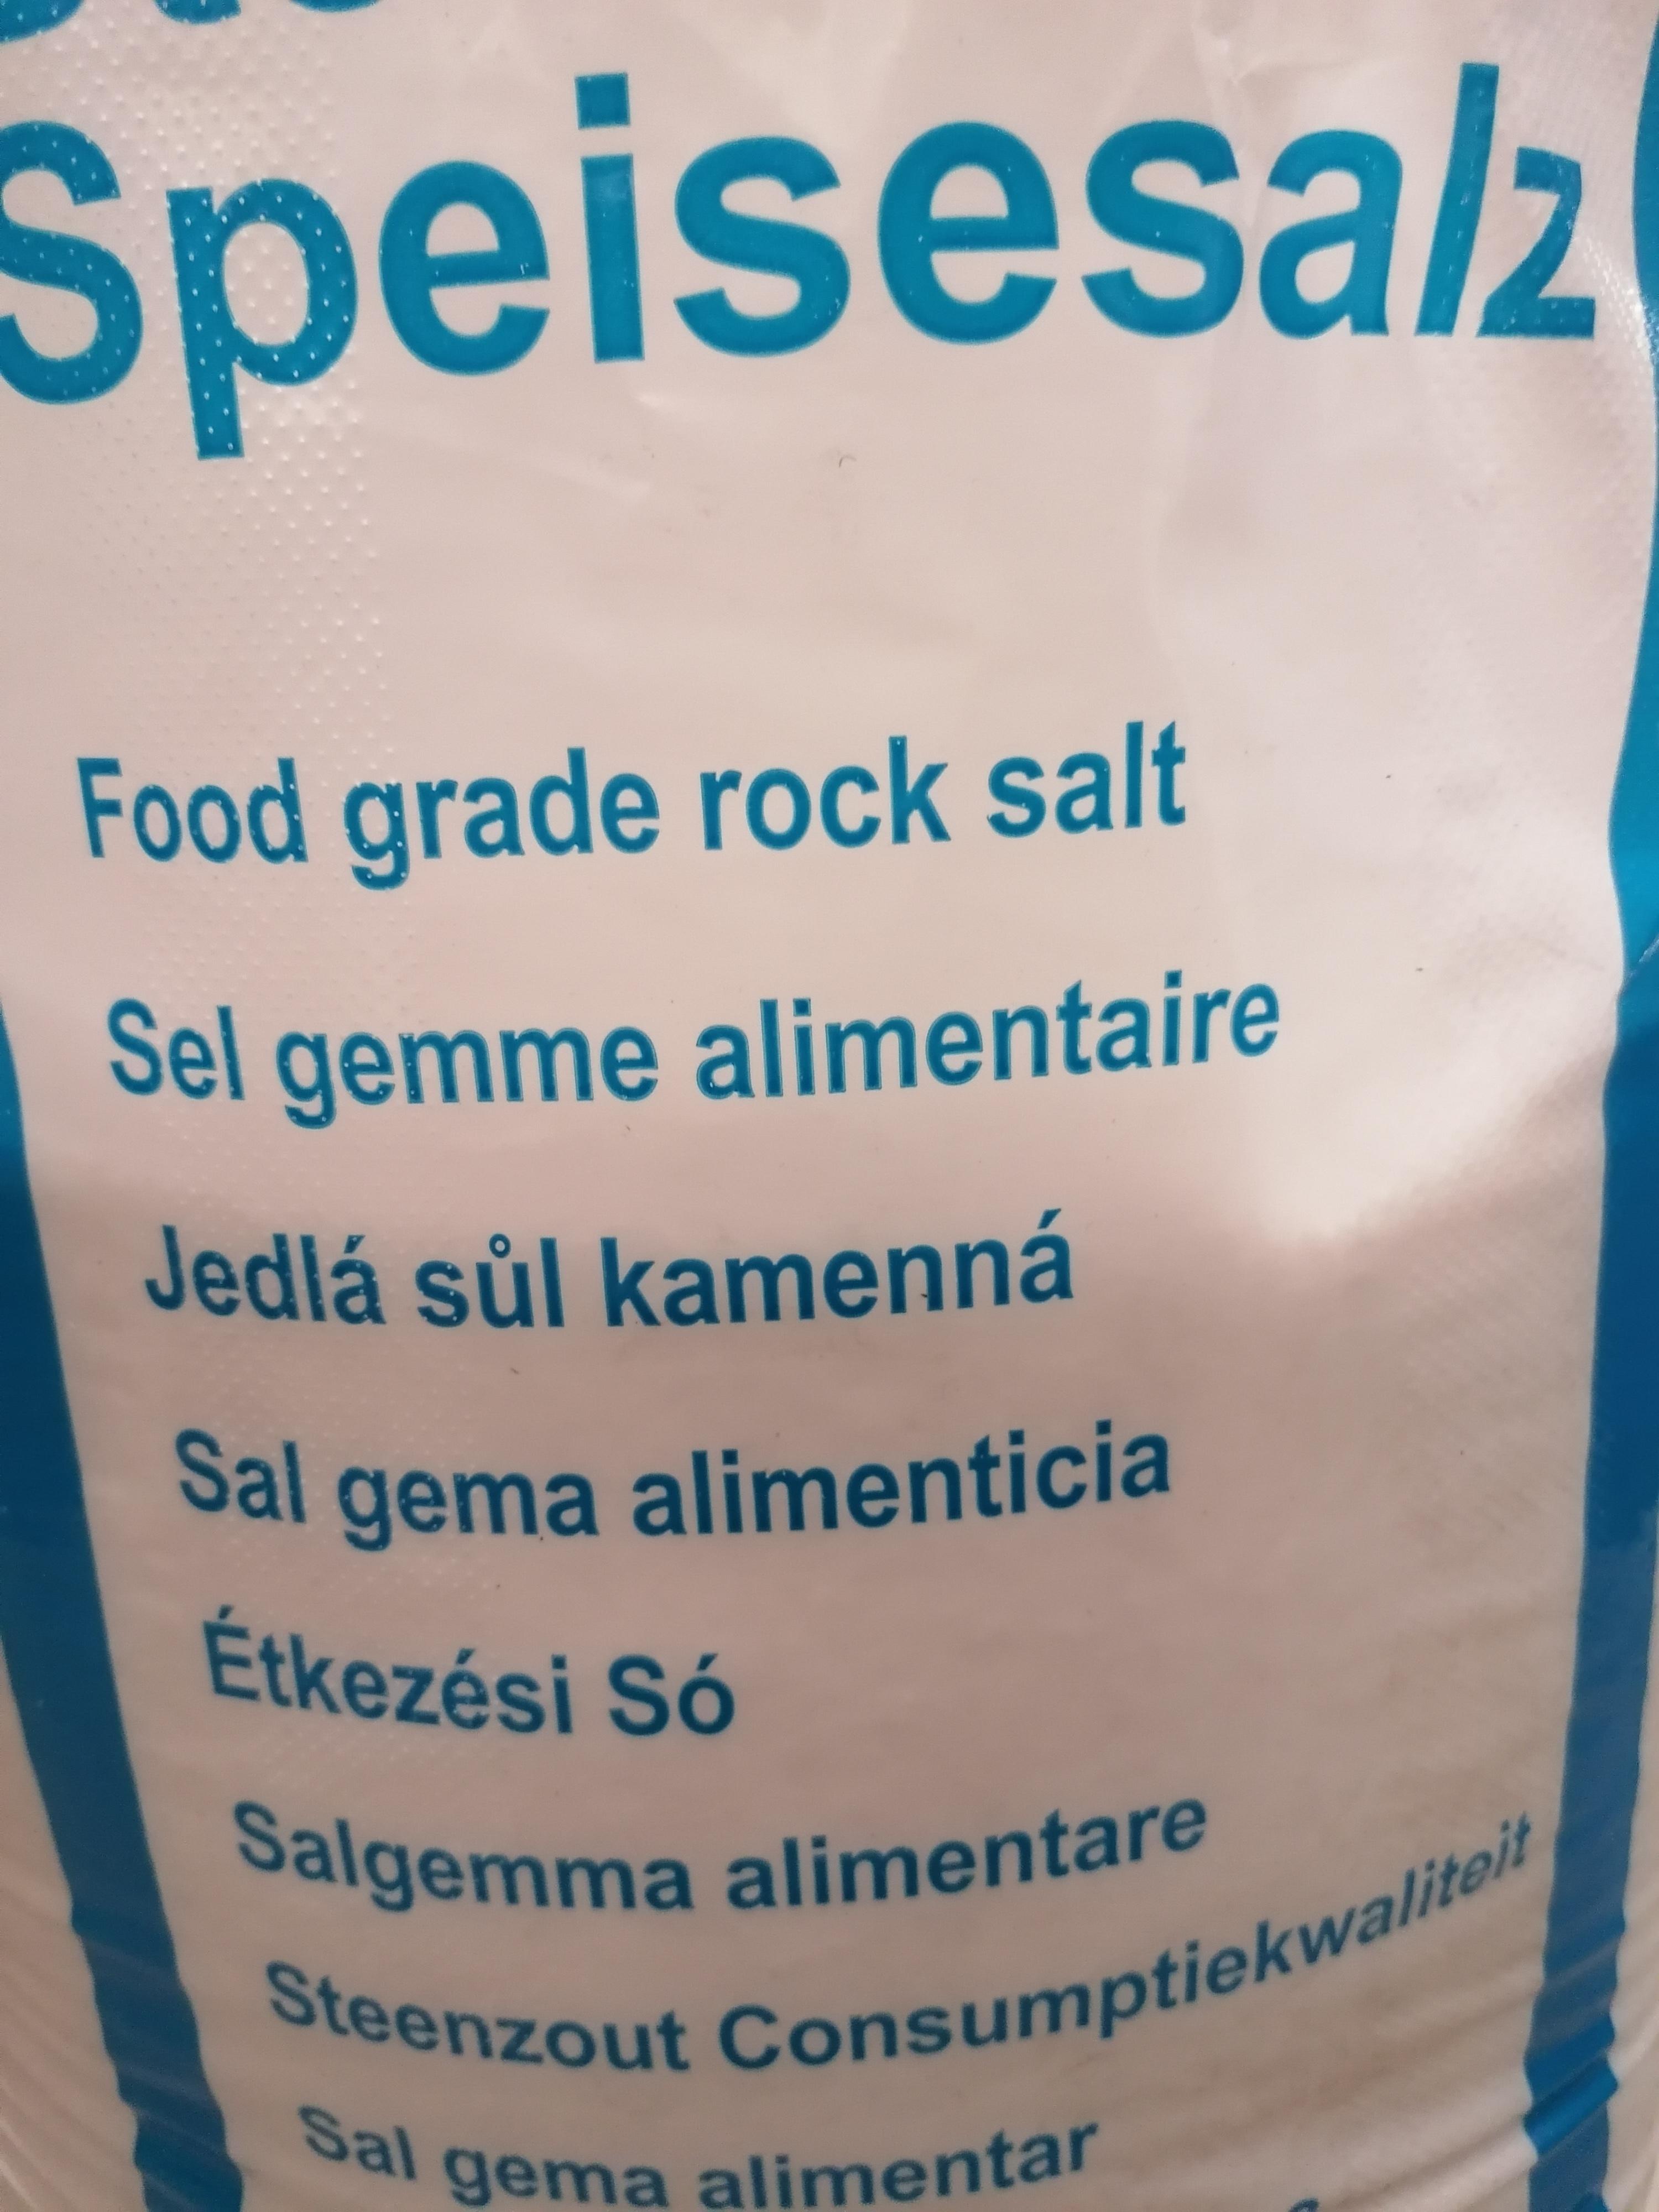 Speisesalz
Food grade rock salt
Sel gemme alimentaire
Jedlá sůl kamenná
Sal gema alimenticia
Étkezési Só
Salgemma alimentare
Steenzout Consumptiekwaliteit
Sal gema alimentar